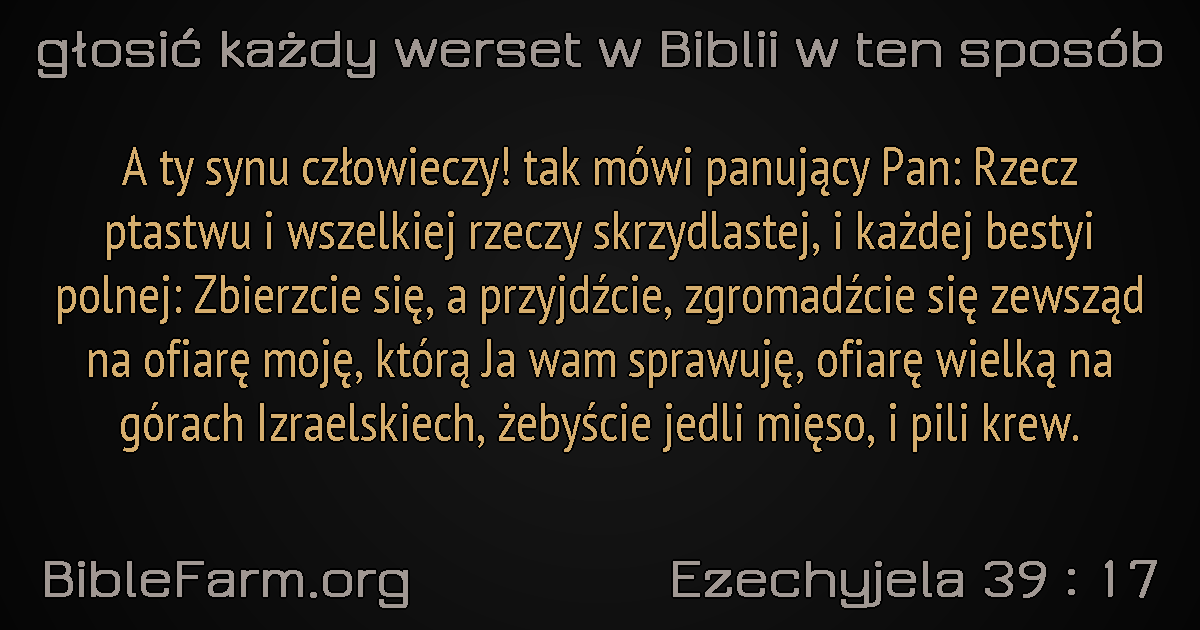 głosić każdy werset w Biblii w ten sposób
A ty synu człowieczy! tak mówi panujący Pan: Rzecz
ptastwu i wszelkiej rzeczy skrzydlastej, i każdej bestyi
polnej: Zbierzcie się, a przyjdźcie, zgromadźcie się zewsząd
na ofiarę moję, którą Ja wam sprawuję, ofiarę wielką na
górach Izraelskiech, żebyście jedli mięso, i pili krew.
BibleFarm.org
Ezechyjela 39 : 17